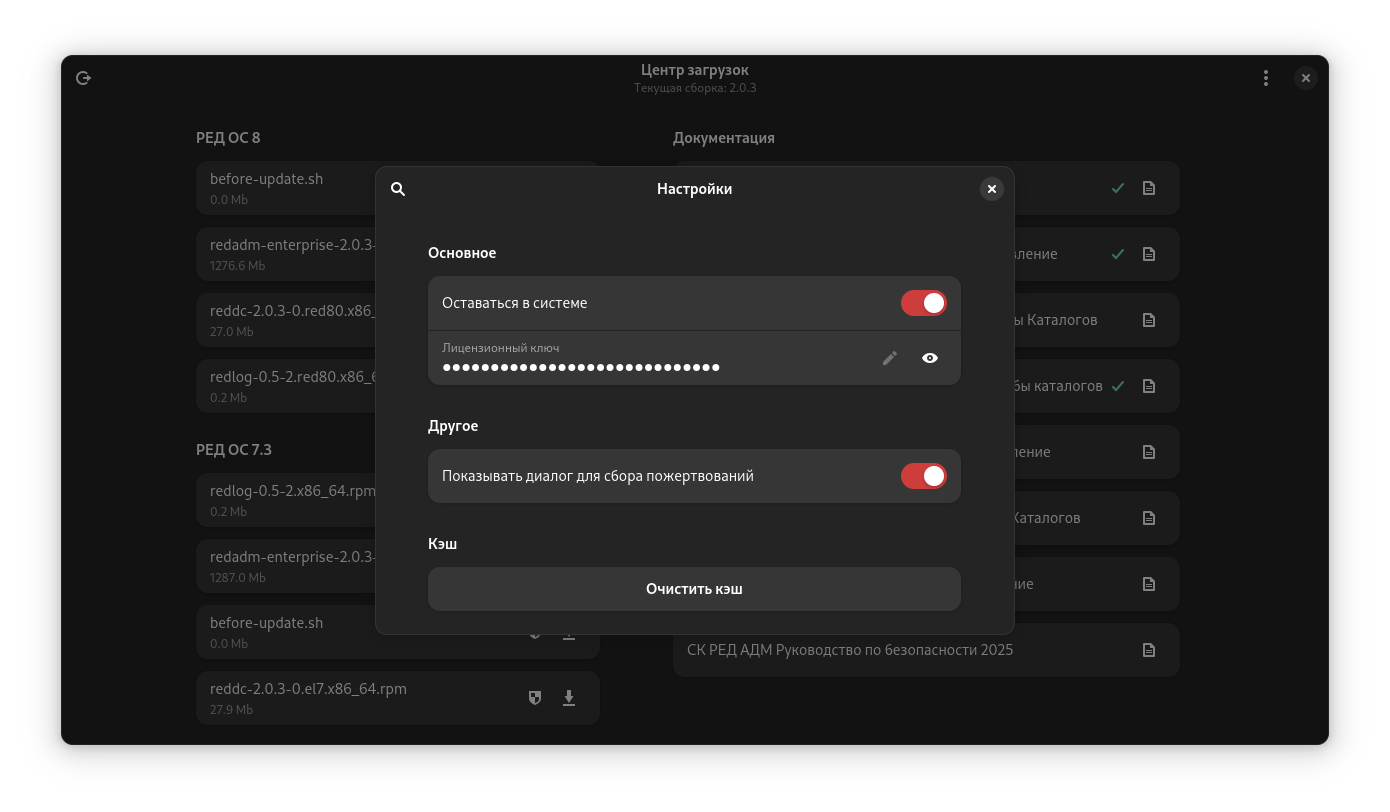 Центр загрузок
Текущая сборка: 2.0.3
РЕД ОС 8
before-update.sh
0.0 Mb
redadm-enterprise-2.0.3-
1276.6 Mb
reddc-2.0.3-0.red80.x86_
27.0 Mb
redlog-0.5-2.red80.x86_6
0.2 Mb
РЕД ОС 7.3
redlog-0.5-2.x86_64.rpm
0.2 Mb
redadm-enterprise-2.0.3-
1287.0 Mb
before-update.sh
0.0 Mb
reddc-2.0.3-0.el7.x86_64.rpm
27.9 Mb
Настройки
Основное
Оставаться в системе
Лицензионный ключ
●●●●●●●●●●●●●●●●●●●●●●●●●●●●●
Другое
Показывать диалог для сбора пожертвований
Кэш
Очистить кэш
Документация
Каталогов
каталогов
Каталогов
СК РЕД АДМ Руководство по безопасности 2025